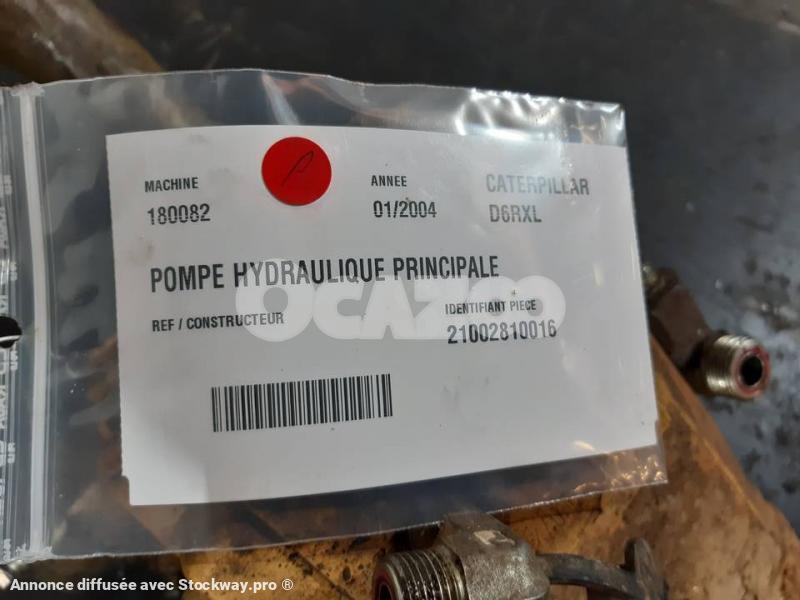 MACHINE
180082
P
ANNEE
01/2004
CATERPILLAR
D6RXL
POMPE HYDRAULIQUE PRINCIPALE
OCAZOO
REF / CONSTRUCTEUR
IDENTIFIANT PIECE
21002810016
Annonce diffusée avec Stockway.pro ®